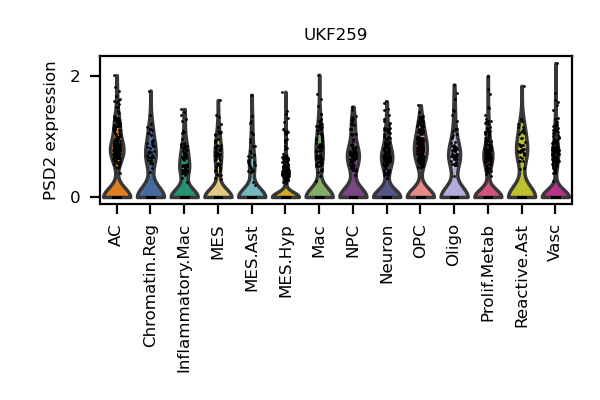 UKF259
PSD2 expression
2
0
AC
Chromatin.Reg
Inflammatory.Mac
MES
MES.Ast
MES.Hyp
Mac
NPC
Neuron
OPC
Oligo
Prolif.Metab
Reactive.Ast
Vasc